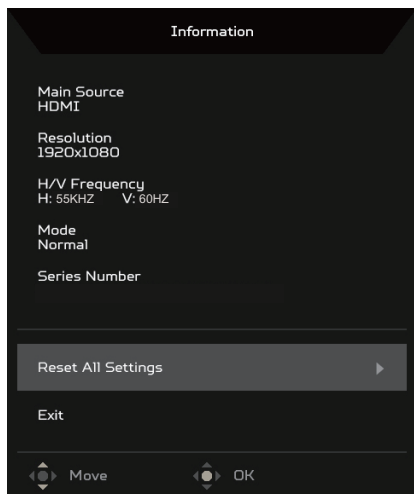 Information
Main Source
HDMI
Resolution
1920x1080
H/V Frequency
H: 55KHZ V: 60HZ
Mode
Normal
Series Number
Reset All Settings
Exit
Move OK